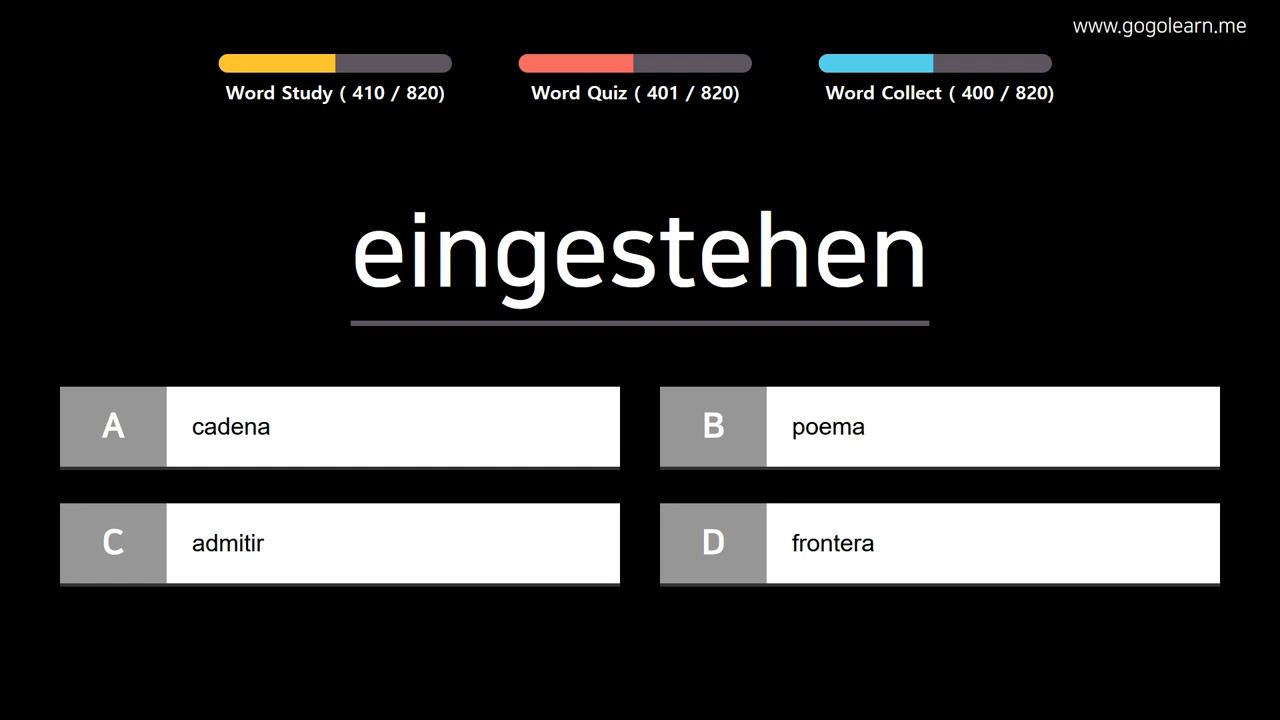 www.gogolearn.me
Word Study ( 410 / 820)
Word Quiz ( 401 / 820)
Word Collect ( 400 / 820)
eingestehen
A cadena
B poema
C admitir
D frontera